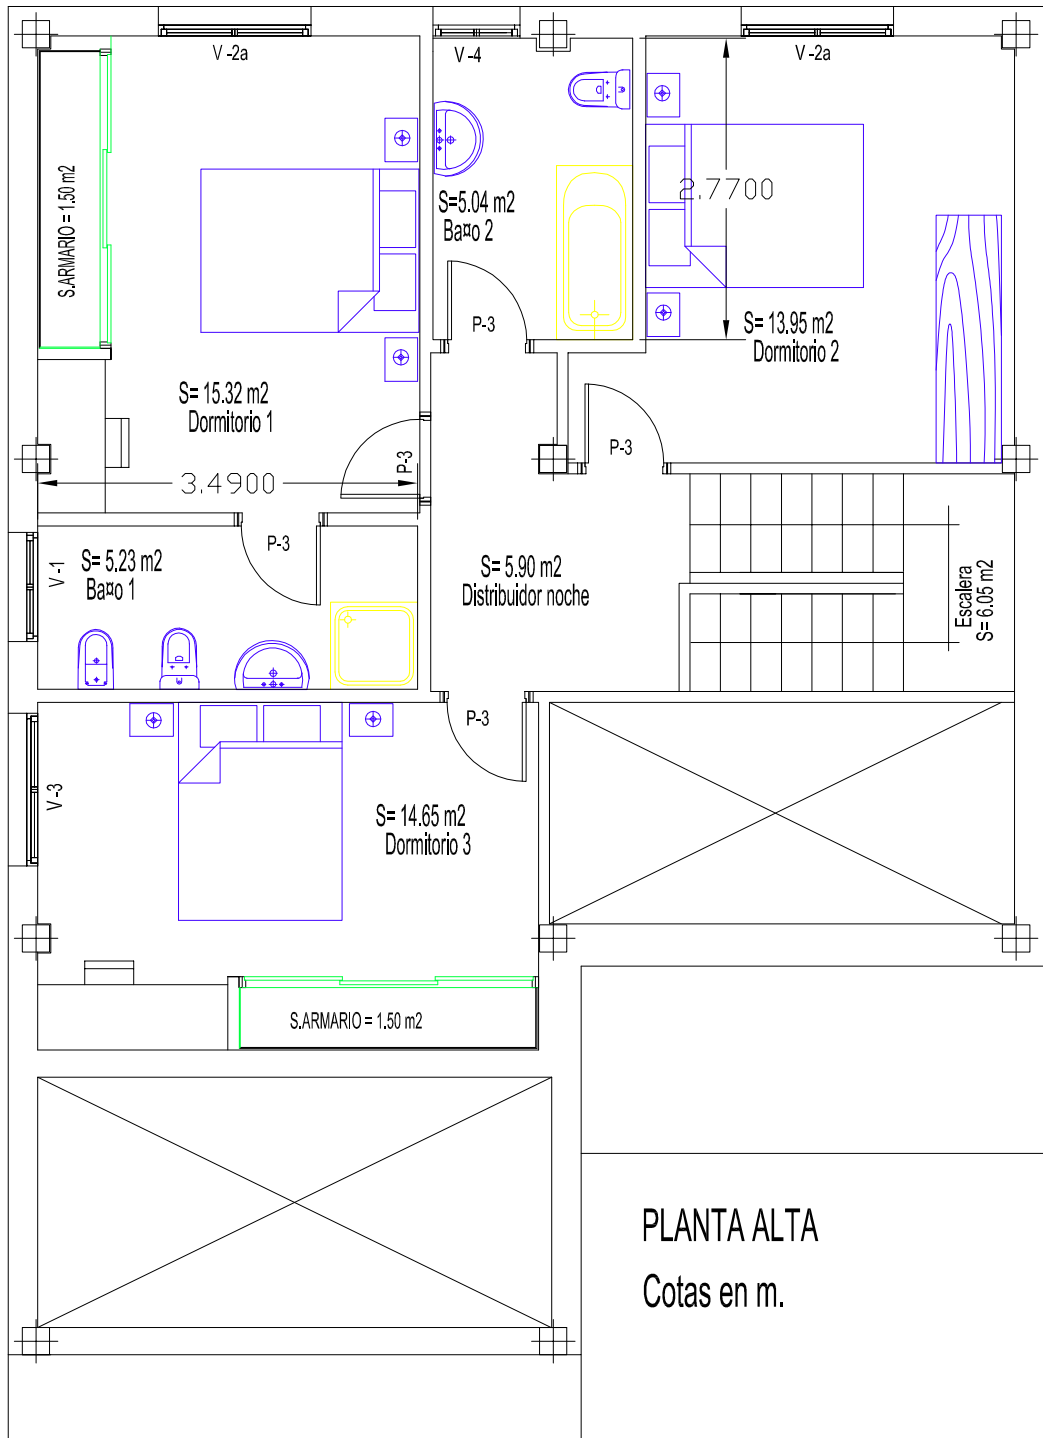 V -2a
V -4
V -2a
S.ARMARIO = 1.50 m2
S=5.04 m2
Ba¤o 2
2.7700
P-3
S= 13.95 m2
Dormitorio 2
S= 15.32 m2
Dormitorio 1
P-3
P-3
3.4900
P-3
V -1
S= 5.23 m2
Ba¤o 1
S= 5.90 m2
Distribuidor noche
Escalera
S= 6.05 m2
P-3
V -3
S= 14.65 m2
Dormitorio 3
S.ARMARIO = 1.50 m2
PLANTA ALTA
Cotas en m.